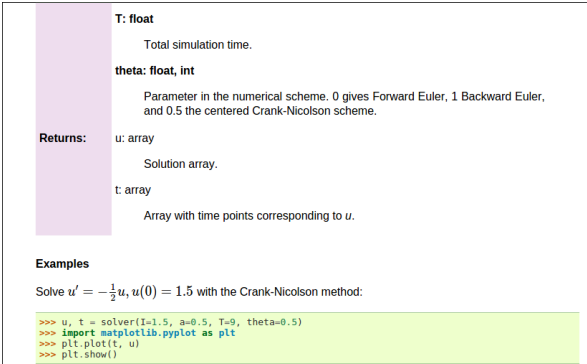 T: float
Total simulation time.
theta: float, int
Parameter in the numerical scheme. 0 gives Forward Euler, 1 Backward Euler,
and 0.5 the centered Crank-Nicolson scheme.
Returns: u: array
Solution array.
t: array
Array with time points corresponding to u.
Examples
Solve u′ = −½u, u(0) = 1.5 with the Crank-Nicolson method:
>>> u, t = solver(I=1.5, a=0.5, T=9, theta=0.5)
>>> import matplotlib.pyplot as plt
>>> plt.plot(t, u)
>>> plt.show()